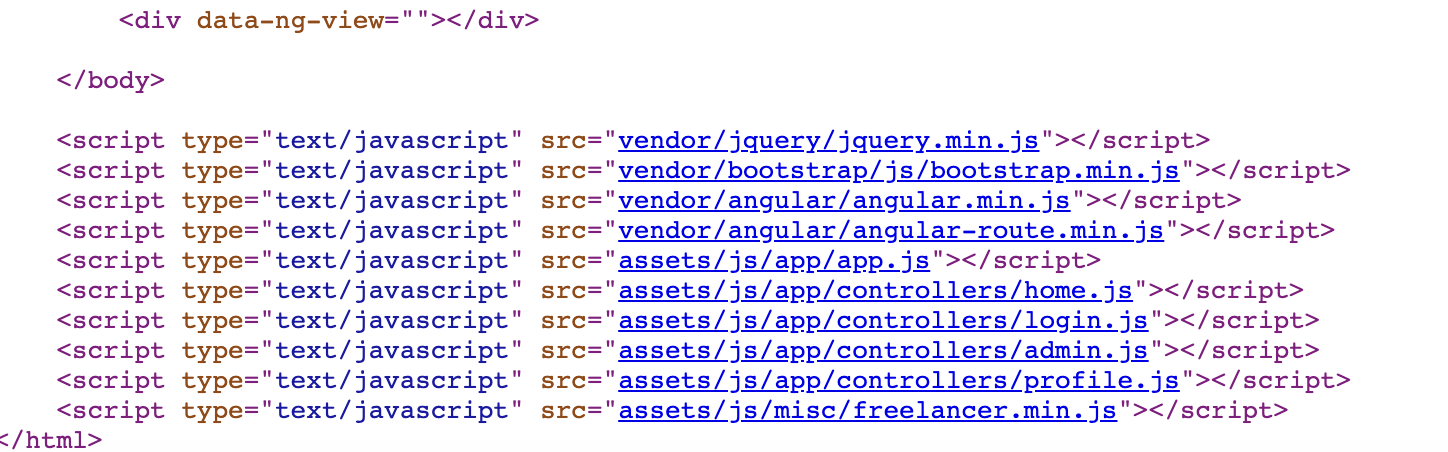 <div data-ng-view=""></div>
</body>
<script type="text/javascript" src="vendor/jquery/jquery.min.js"></script>
<script type="text/javascript" src="vendor/bootstrap/js/bootstrap.min.js"></script>
<script type="text/javascript" src="vendor/angular/angular.min.js"></script>
<script type="text/javascript" src="vendor/angular/angular-route.min.js"></script>
<script type="text/javascript" src="assets/js/app/app.js"></script>
<script type="text/javascript" src="assets/js/app/controllers/home.js"></script>
<script type="text/javascript" src="assets/js/app/controllers/login.js"></script>
<script type="text/javascript" src="assets/js/app/controllers/admin.js"></script>
<script type="text/javascript" src="assets/js/app/controllers/profile.js"></script>
<script type="text/javascript" src="assets/js/misc/freelancer.min.js"></script>
</html>